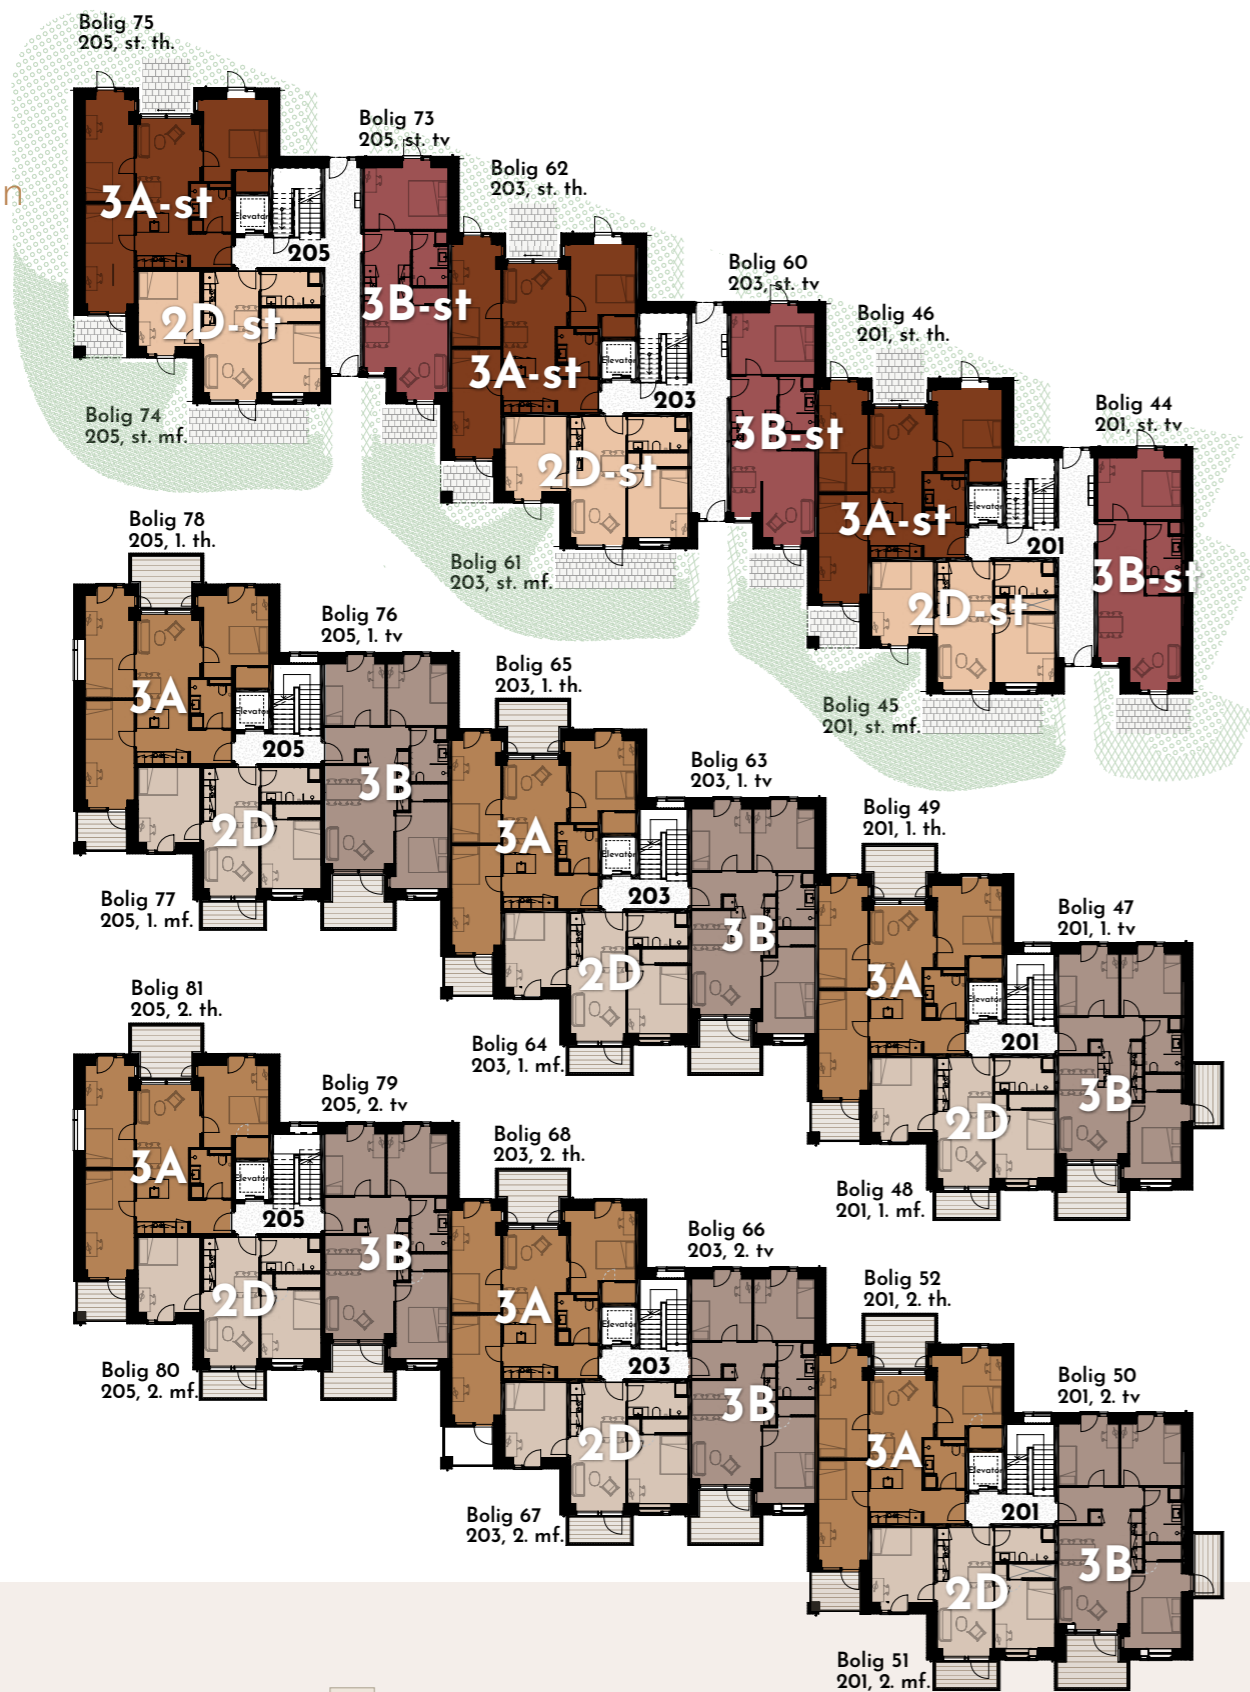 Bolig 75
205, st. th.
Bolig 73
205, st. tv
Bolig 62
203, st. th.
n
3A-st
Elevator
205
Bolig 60
203, st. tv
2D-st
3B-st
Bolig 46
201, st. th.
3A-st
Elevator
203
Bolig 74
205, st. mf.
Bolig 44
201, st. tv
3B-st
2D-st
3A-st
Elevator
201
Bolig 78
205, 1. th.
Bolig 61
203, st. mf.
3B-st
2D-st
Bolig 76
205, 1. tv
Bolig 65
203, 1. th.
3A
Elevator
205
Bolig 45
201, st. mf.
Bolig 63
203, 1. tv
3B
2D
Bolig 49
201, 1. th.
3A
Elevator
203
Bolig 77
205, 1. mf.
Bolig 47
201, 1. tv
3B
2D
3A
Elevator
201
Bolig 81
205, 2. th.
Bolig 64
203, 1. mf.
Bolig 79
205, 2. tv
3B
2D
Bolig 68
203, 2. th.
3A
Elevator
205
Bolig 48
201, 1. mf.
Bolig 66
203, 2. tv
3B
2D
Bolig 52
201, 2. th.
3A
Elevator
203
Bolig 80
205, 2. mf.
Bolig 50
201, 2. tv
3B
2D
3A
Elevator
201
Bolig 67
203, 2. mf.
3B
2D
Bolig 51
201, 2. mf.